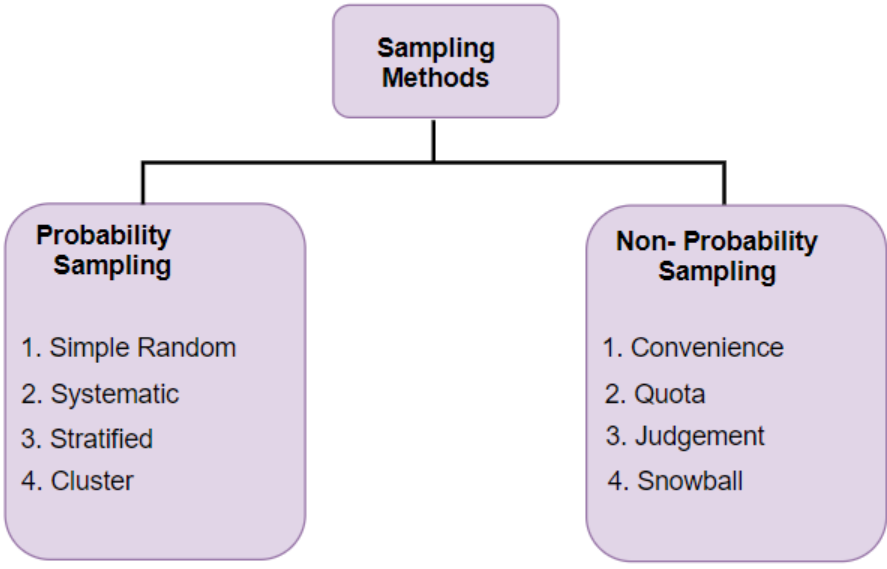 Sampling
Methods
Probability
Sampling
1. Simple Random
2. Systematic
3. Stratified
4. Cluster
Non- Probability
Sampling
1. Convenience
2. Quota
3. Judgement
4. Snowball